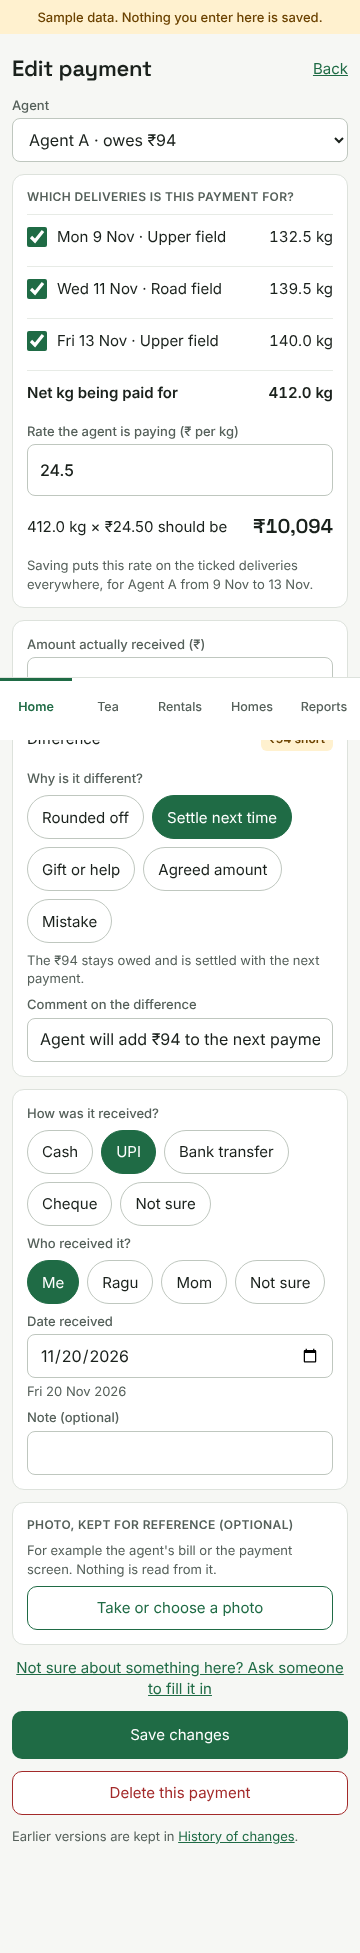 Sample data. Nothing you enter here is saved.
Edit payment
Back
Agent
Agent A · owes ₹94
WHICH DELIVERIES IS THIS PAYMENT FOR?
Mon 9 Nov · Upper field 132.5 kg
Wed 11 Nov · Road field 139.5 kg
Fri 13 Nov · Upper field 140.0 kg
Net kg being paid for 412.0 kg
Rate the agent is paying (₹ per kg)
24.5
412.0 kg × ₹24.50 should be ₹10,094
Saving puts this rate on the ticked deliveries
everywhere, for Agent A from 9 Nov to 13 Nov.
Amount actually received (₹)
Home Tea Rentals Homes Reports
Difference ₹94 short
Why is it different?
Rounded off Settle next time
Gift or help Agreed amount
Mistake
The ₹94 stays owed and is settled with the next
payment.
Comment on the difference
Agent will add ₹94 to the next payme
How was it received?
Cash UPI Bank transfer
Cheque Not sure
Who received it?
Me Ragu Mom Not sure
Date received
11/20/2026
Fri 20 Nov 2026
Note (optional)
PHOTO, KEPT FOR REFERENCE (OPTIONAL)
For example the agent's bill or the payment
screen. Nothing is read from it.
Take or choose a photo
Not sure about something here? Ask someone
to fill it in
Save changes
Delete this payment
Earlier versions are kept in History of changes.